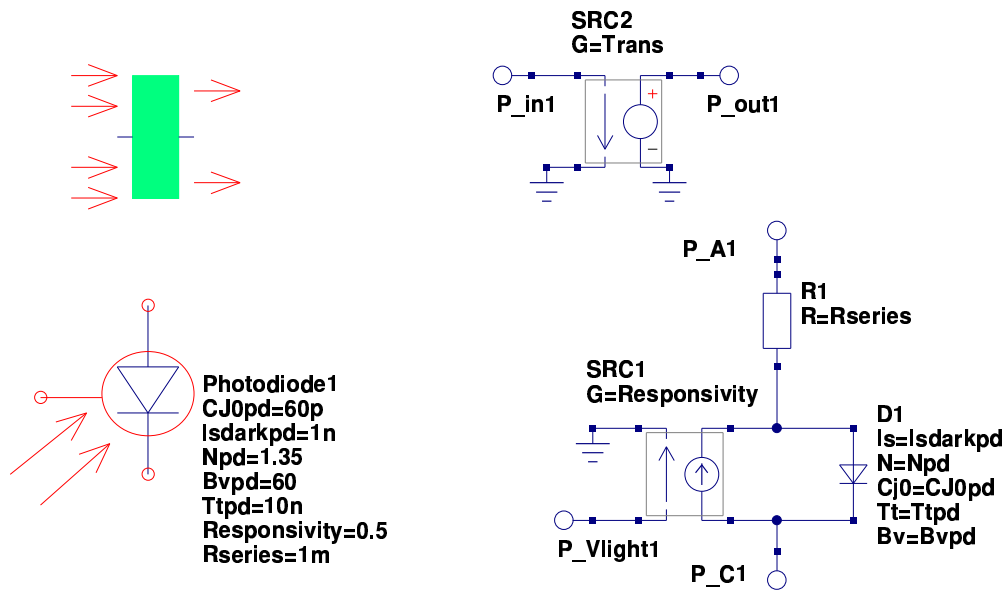 SRC2
G=Trans
+
P_in1
P_out1
−
P_A1
R1
R=Rseries
SRC1
G=Responsivity
Photodiode1
CJ0pd=60p
Isdarkpd=1n
Npd=1.35
Bvpd=60
Ttpd=10n
Responsivity=0.5
Rseries=1m
D1
Is=Isdarkpd
N=Npd
Cj0=CJ0pd
Tt=Ttpd
Bv=Bvpd
P_Vlight1
P_C1